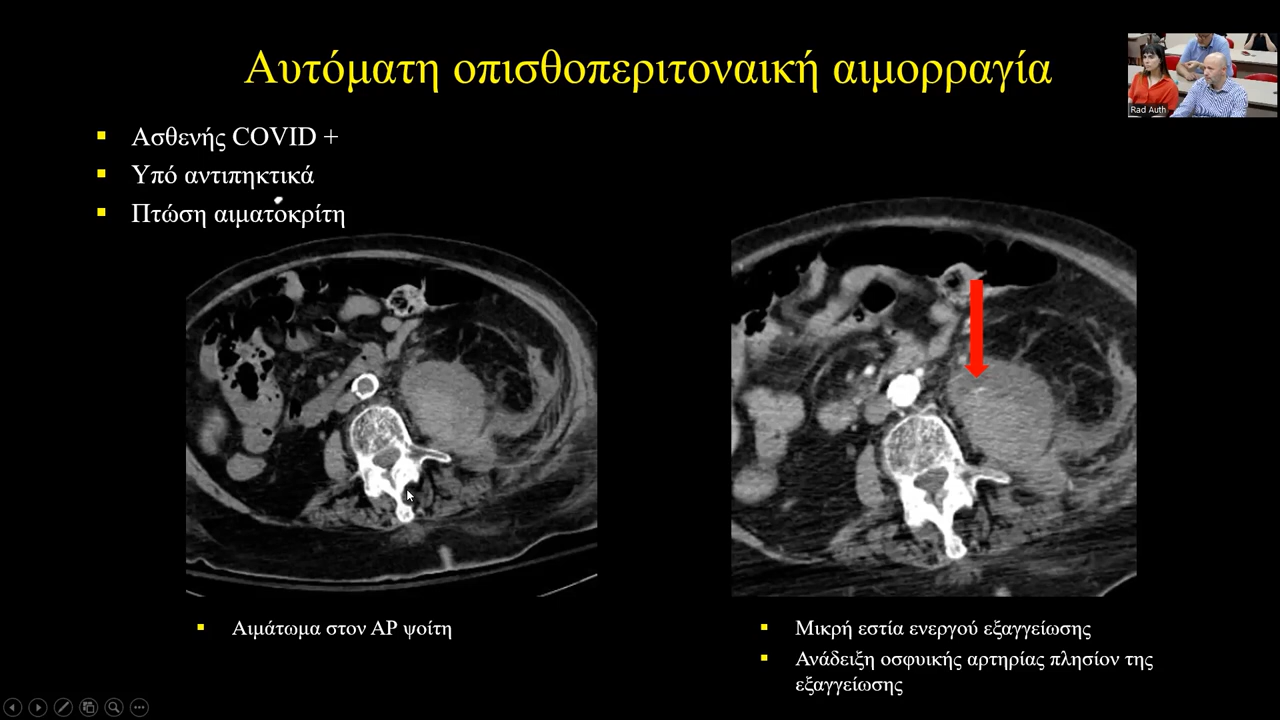 Αυτόματη οπισθοπεριτοναική αιμορραγία
Rad Auth
Ασθενής COVID +
Υπό αντιπηκτικά
Πτώση αιματοκρίτη
Αιμάτωμα στον ΑΡ ψοίτη
Μικρή εστία ενεργού εξαγγείωσης
Ανάδειξη οσφυικής αρτηρίας πλησίον της
εξαγγείωσης